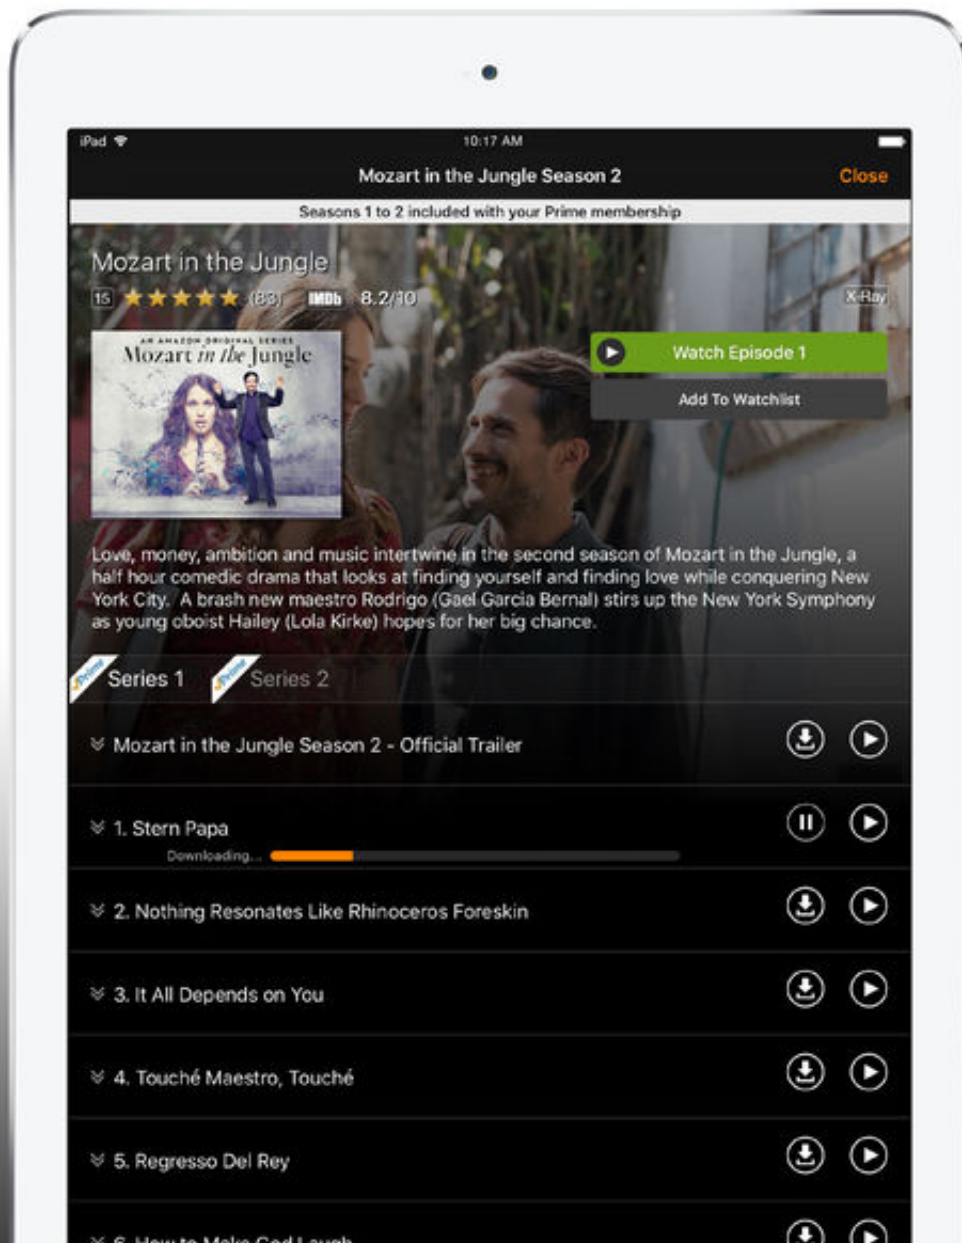 iPad
10:17 AM
Mozart in the Jungle Season 2
Close
Seasons 1 to 2 included with your Prime membership
Mozart in the Jungle
15 (83) IMDb 8.2/10
X-Ray
AN AMAZON ORIGINAL SERIES
Mozart in the Jungle
Watch Episode 1
Add To Watchlist
Love, money, ambition and music intertwine in the second season of Mozart in the Jungle, a
half hour comedic drama that looks at finding yourself and finding love while conquering New
York City. A brash new maestro Rodrigo (Gael Garcia Bernal) stirs up the New York Symphony
as young oboist Hailey (Lola Kirke) hopes for her big chance.
Prime Series 1
Prime Series 2
Mozart in the Jungle Season 2 - Official Trailer
1. Stern Papa
Downloading...
2. Nothing Resonates Like Rhinoceros Foreskin
3. It All Depends on You
4. Touché Maestro, Touché
5. Regresso Del Rey
6. How to Make God Laugh